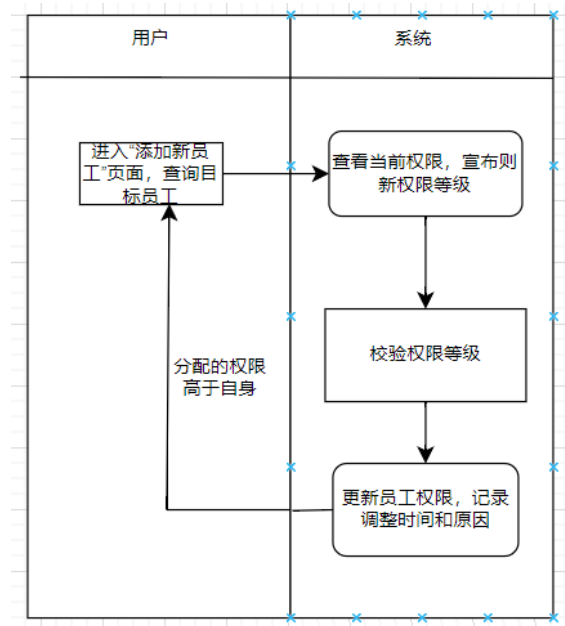 用户
系统
进入“添加新员
工”页面，查询目
标员工
查看当前权限，宣布则
新权限等级
校验权限等级
分配的权限
高于自身
更新员工权限，记录
调整时间和原因